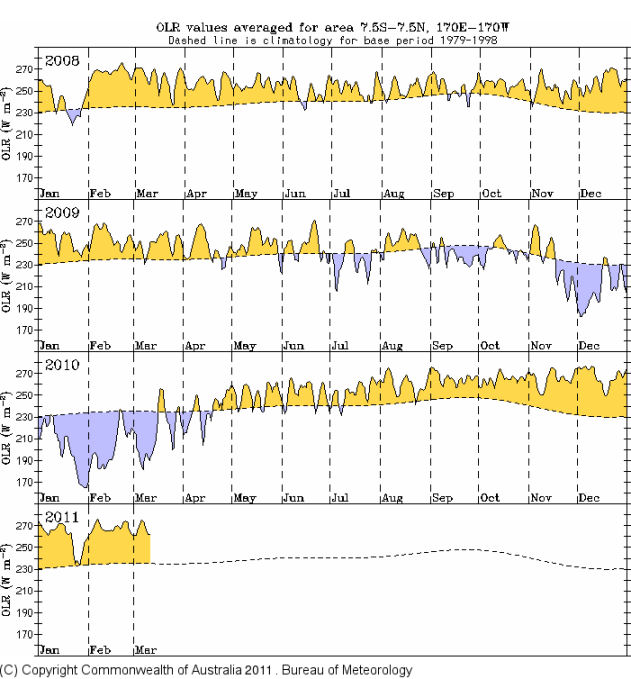 OLR values averaged for area 7.5S−7.5N, 170E−170W
Dashed line is climatology for base period 1979−1998
2008
OLR (W m⁻²)
270
250
230
210
190
170
Jan Feb Mar Apr May Jun Jul Aug Sep Oct Nov Dec
2009
OLR (W m⁻²)
270
250
230
210
190
170
Jan Feb Mar Apr May Jun Jul Aug Sep Oct Nov Dec
2010
OLR (W m⁻²)
270
250
230
210
190
170
Jan Feb Mar Apr May Jun Jul Aug Sep Oct Nov Dec
2011
OLR (W m⁻²)
270
250
230
210
190
170
Jan Feb Mar
(C) Copyright Commonwealth of Australia 2011 . Bureau of Meteorology